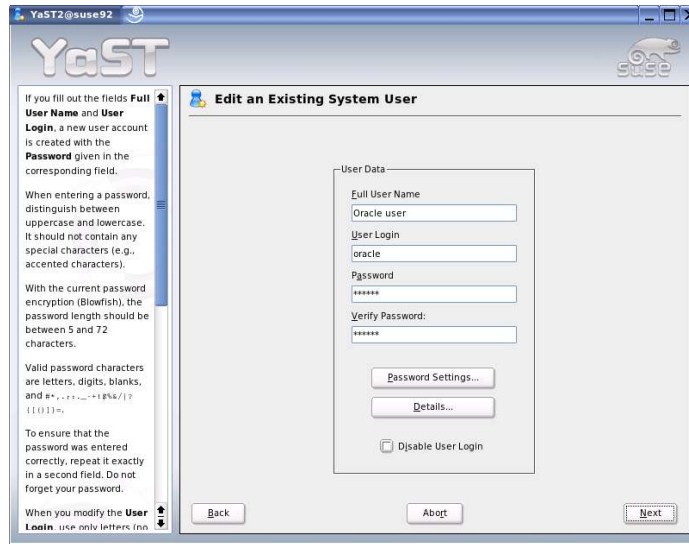 YaST2@suse92
YaST
suse
If you fill out the fields Full
User Name and User
Login, a new user account
is created with the
Password given in the
corresponding field.
When entering a password,
distinguish between
uppercase and lowercase.
It should not contain any
special characters (e.g.,
accented characters).
With the current password
encryption (Blowfish), the
password length should be
between 5 and 72
characters.
Valid password characters
are letters, digits, blanks,
and
To ensure that the
password was entered
correctly, repeat it exactly
in a second field. Do not
forget your password.
When you modify the User
Login, use only letters (no
Edit an Existing System User
User Data
Full User Name
Oracle user
User Login
oracle
Password
******
Verify Password:
******
Password Settings...
Details...
Disable User Login
Back
Abort
Next